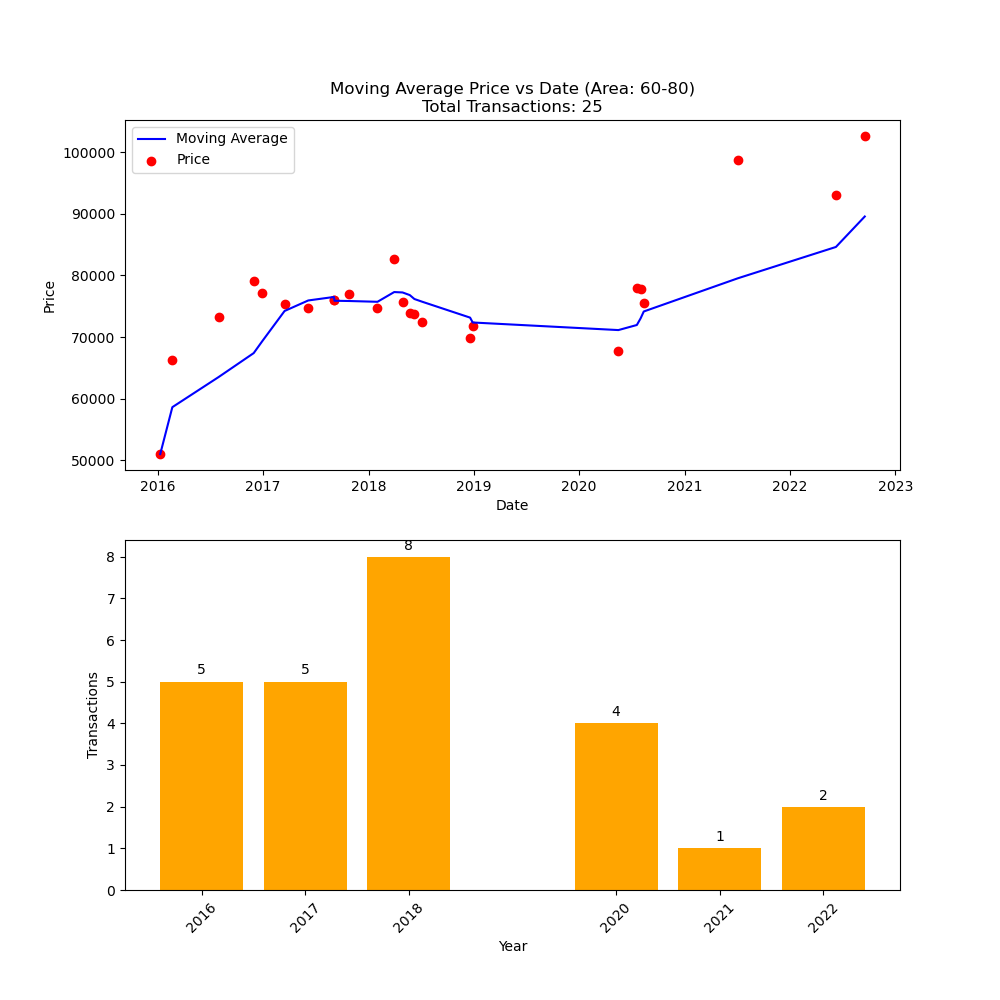 Moving Average Price vs Date (Area: 60-80)
Total Transactions: 25
Moving Average
Price
100000
90000
80000
70000
60000
50000
Price
2016 2017 2018 2019 2020 2021 2022 2023
Date
8
7
6
5
4
3
2
1
0
Transactions
5 5 8 4 1 2
2016 2017 2018 2020 2021 2022
Year